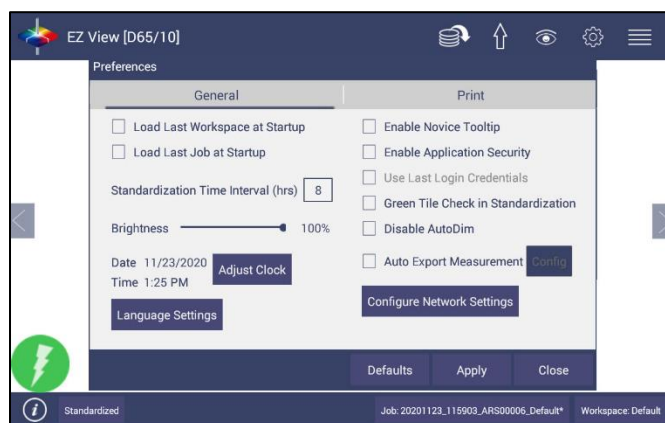 EZ View [D65/10]
Preferences
General
Print
Load Last Workspace at Startup
Load Last Job at Startup
Standardization Time Interval (hrs) 8
Brightness 100%
Date 11/23/2020
Time 1:25 PM
Adjust Clock
Language Settings
Enable Novice Tooltip
Enable Application Security
Use Last Login Credentials
Green Tile Check in Standardization
Disable AutoDim
Auto Export Measurement Config
Configure Network Settings
Defaults Apply Close
i Standardized Job: 20201123_115903_ARS00006_Default* Workspace: Default